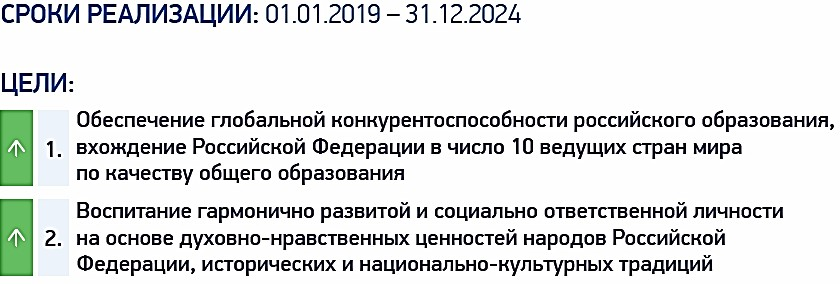 СРОКИ РЕАЛИЗАЦИИ: 01.01.2019 – 31.12.2024
ЦЕЛИ:
1. Обеспечение глобальной конкурентоспособности российского образования,
вхождение Российской Федерации в число 10 ведущих стран мира
по качеству общего образования
2. Воспитание гармонично развитой и социально ответственной личности
на основе духовно-нравственных ценностей народов Российской
Федерации, исторических и национально-культурных традиций